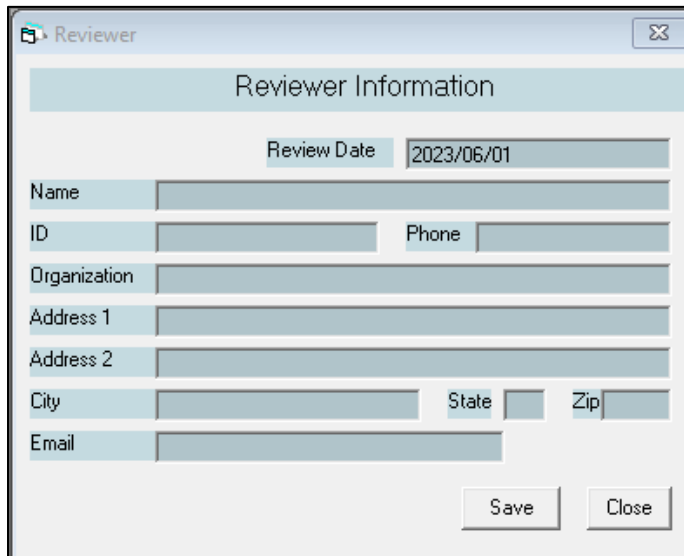 Reviewer
Reviewer Information
Review Date 2023/06/01
Name
ID Phone
Organization
Address 1
Address 2
City State Zip
Email
Save Close